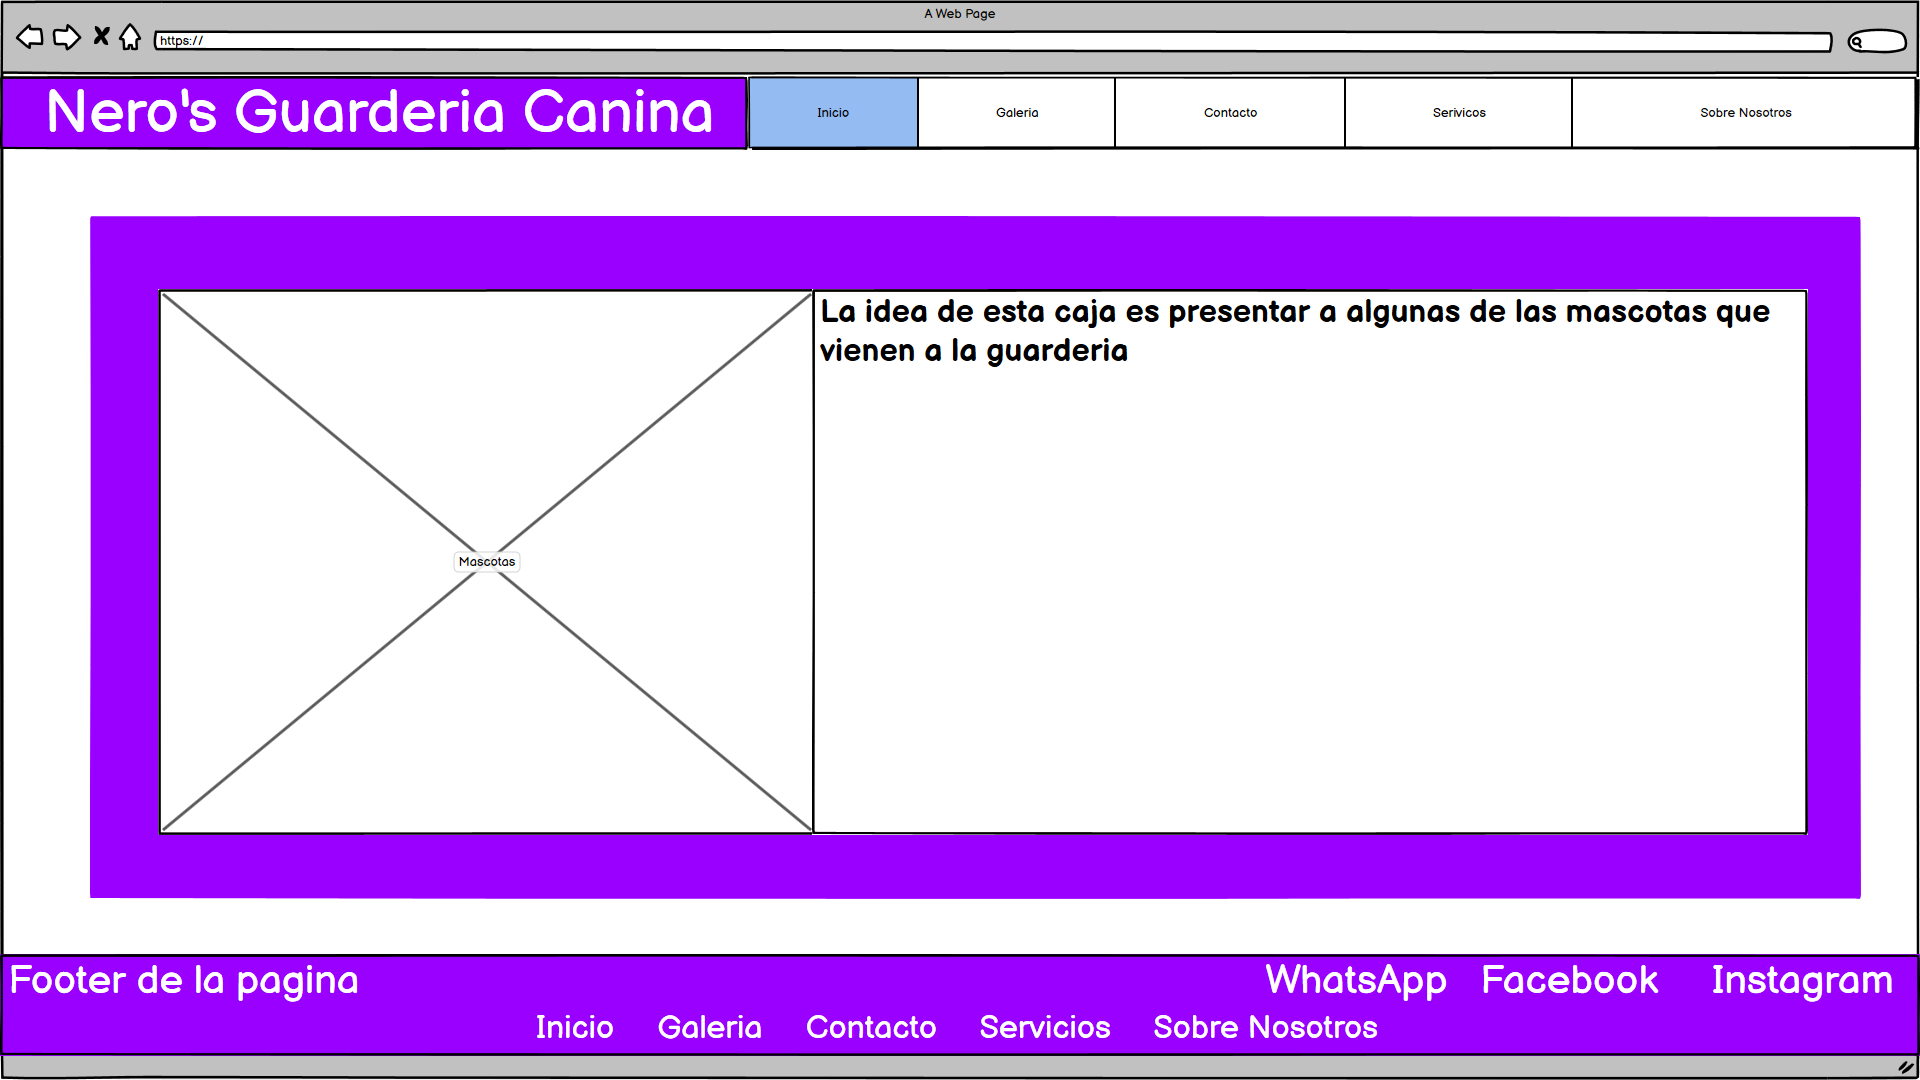 A Web Page
https://
Nero's Guarderia Canina
Inicio
Galeria
Contacto
Serivicos
Sobre Nosotros
La idea de esta caja es presentar a algunas de las mascotas que
vienen a la guarderia
Mascotas
Footer de la pagina
WhatsApp
Facebook
Instagram
Inicio
Galeria
Contacto
Servicios
Sobre Nosotros